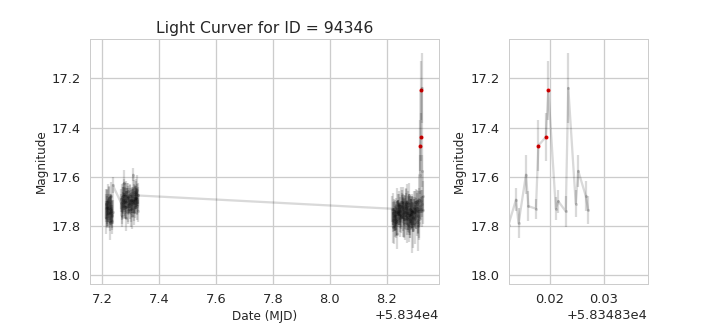 Light Curver for ID = 94346
Magnitude
17.2
17.4
17.6
17.8
18.0
7.2 7.4 7.6 7.8 8.0 8.2
Date (MJD)
+5.834e4
Magnitude
17.2
17.4
17.6
17.8
18.0
0.02 0.03
+5.83483e4